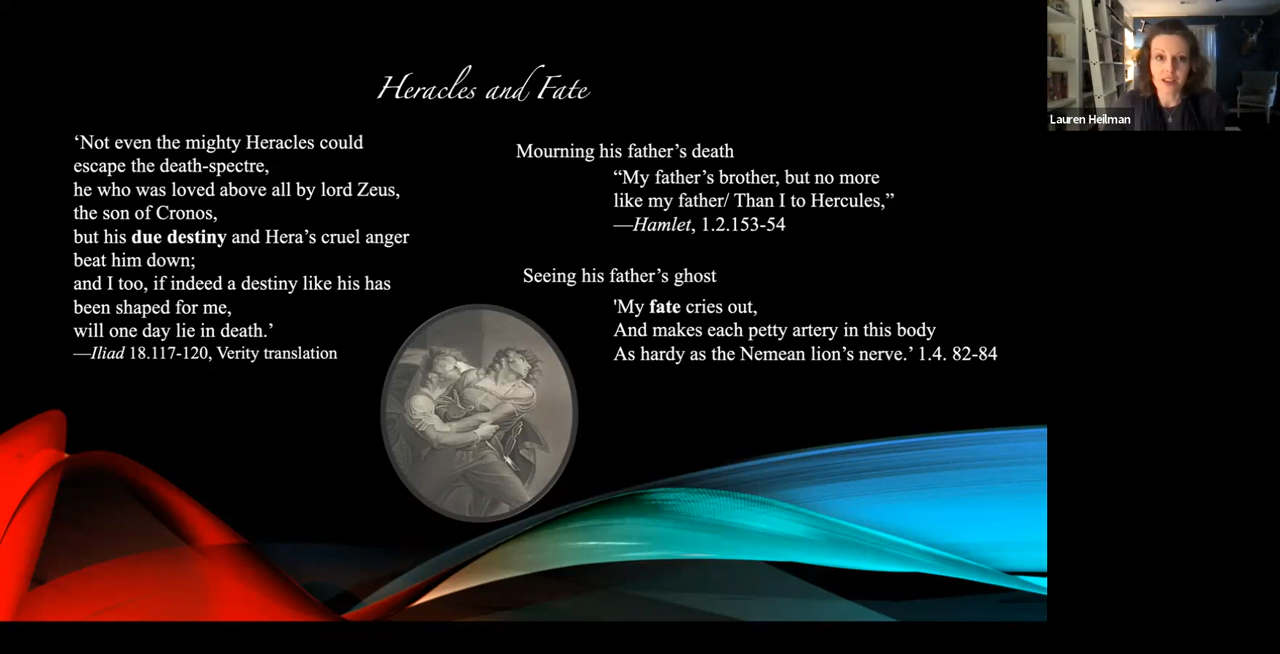 Heracles and Fate
‘Not even the mighty Heracles could
escape the death-spectre,
he who was loved above all by lord Zeus,
the son of Cronos,
but his due destiny and Hera’s cruel anger
beat him down;
and I too, if indeed a destiny like his has
been shaped for me,
will one day lie in death.’
—Iliad 18.117-120, Verity translation
Mourning his father’s death
“My father’s brother, but no more
like my father/ Than I to Hercules,”
—Hamlet, 1.2.153-54
Seeing his father’s ghost
'My fate cries out,
And makes each petty artery in this body
As hardy as the Nemean lion’s nerve.’ 1.4. 82-84
Lauren Heilman